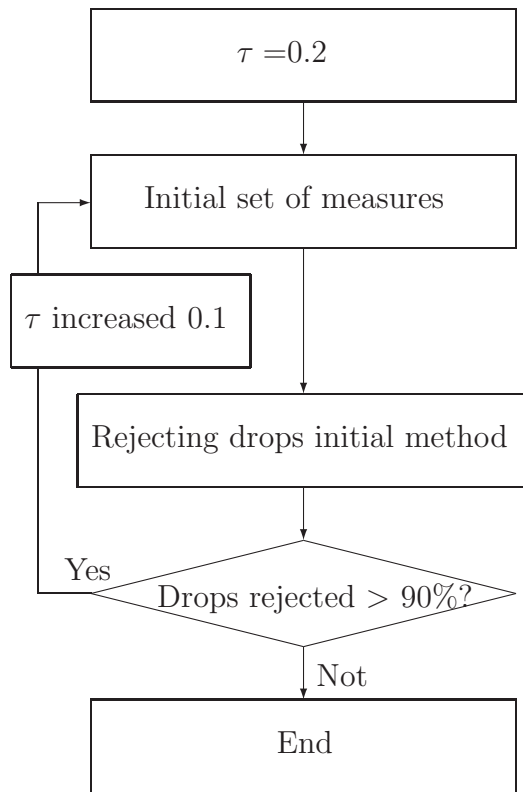 τ =0.2
Initial set of measures
τ increased 0.1
Rejecting drops initial method
Yes
Drops rejected > 90%?
Not
End